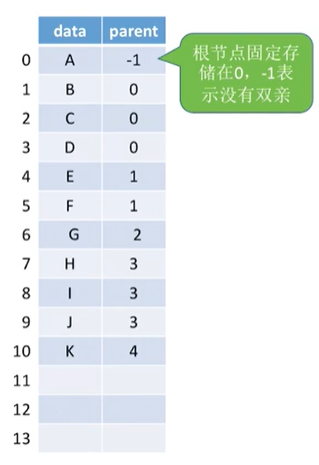 data parent
0 A -1
1 B 0
2 C 0
3 D 0
4 E 1
5 F 1
6 G 2
7 H 3
8 I 3
9 J 3
10 K 4
11
12
13
根节点固定存
储在0，-1表
示没有双亲